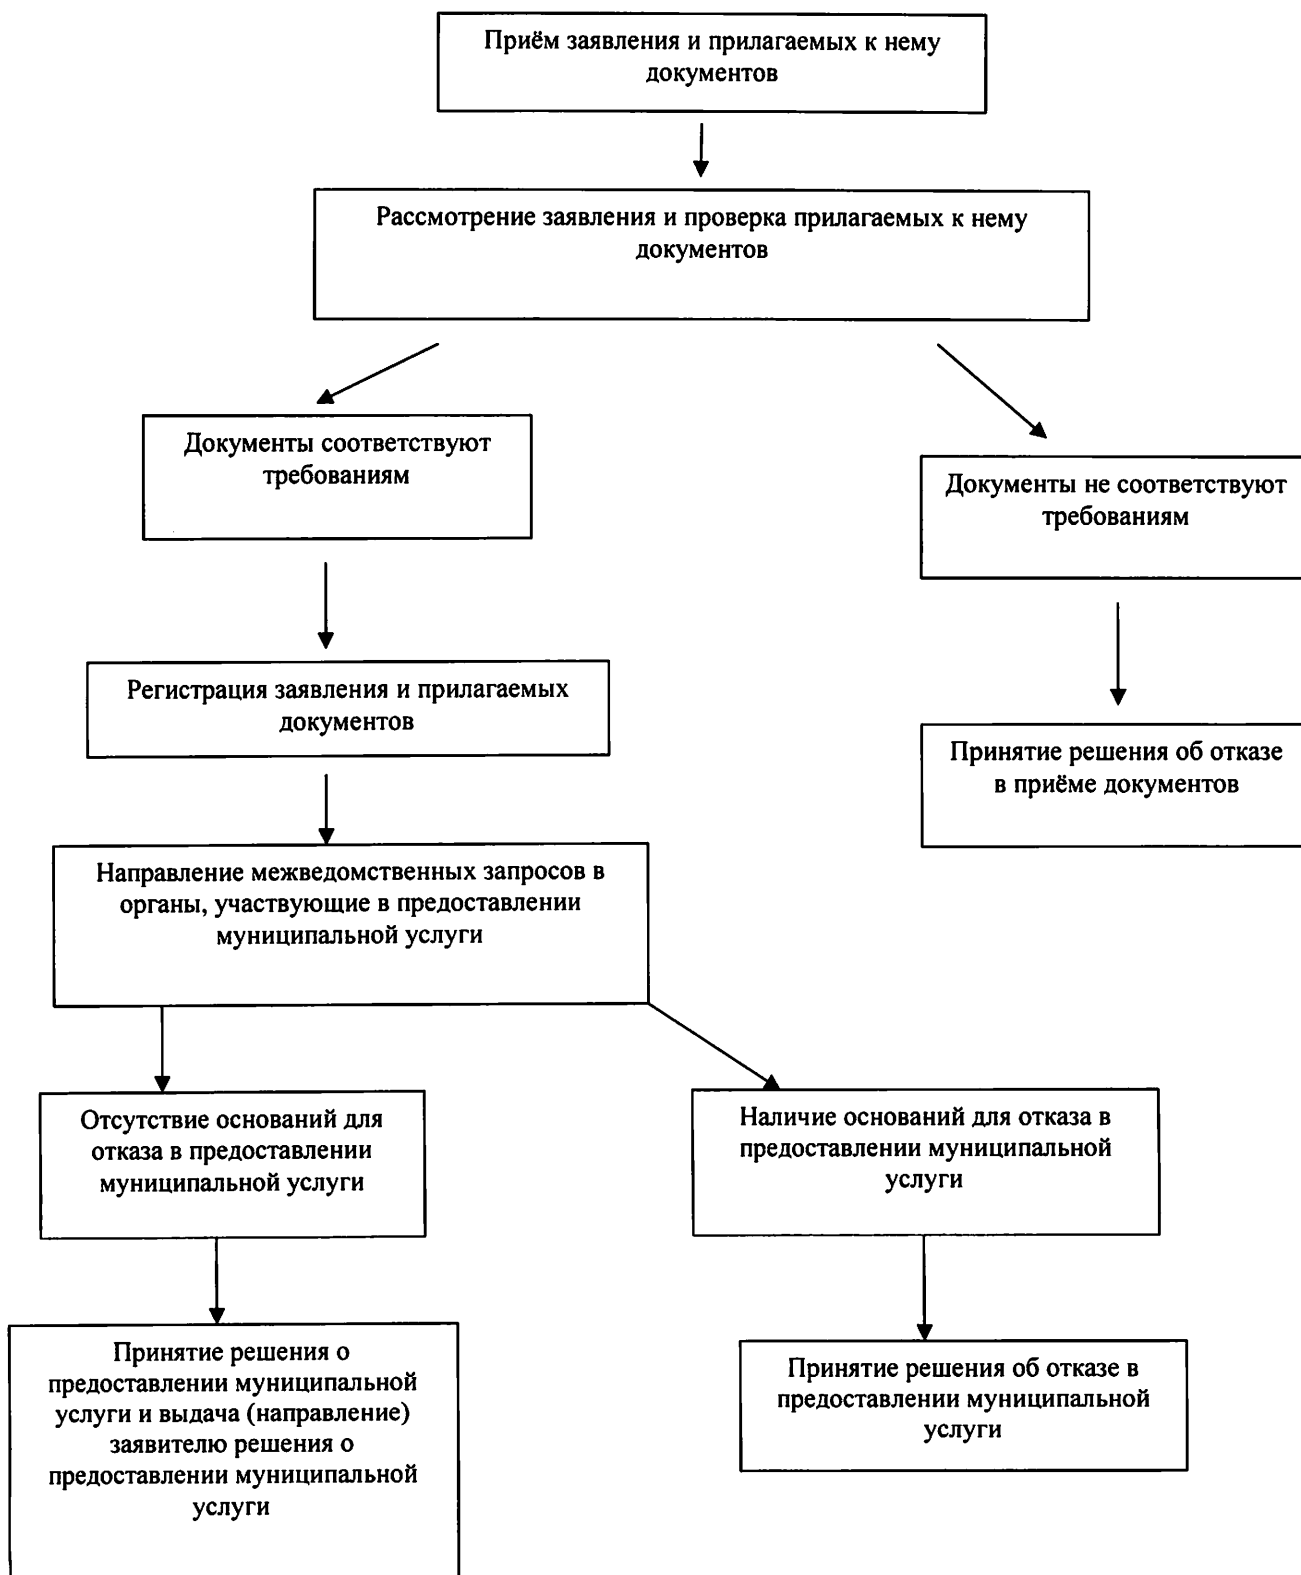 Приём заявления и прилагаемых к нему
документов
Рассмотрение заявления и проверка прилагаемых к нему
документов
Документы соответствуют
требованиям
Документы не соответствуют
требованиям
Регистрация заявления и прилагаемых
документов
Принятие решения об отказе
в приёме документов
Направление межведомственных запросов в
органы, участвующие в предоставлении
муниципальной услуги
Отсутствие оснований для
отказа в предоставлении
муниципальной услуги
Наличие оснований для отказа в
предоставлении муниципальной
услуги
Принятие решения о
предоставлении муниципальной
услуги и выдача (направление)
заявителю решения о
предоставлении муниципальной
услуги
Принятие решения об отказе в
предоставлении муниципальной
услуги